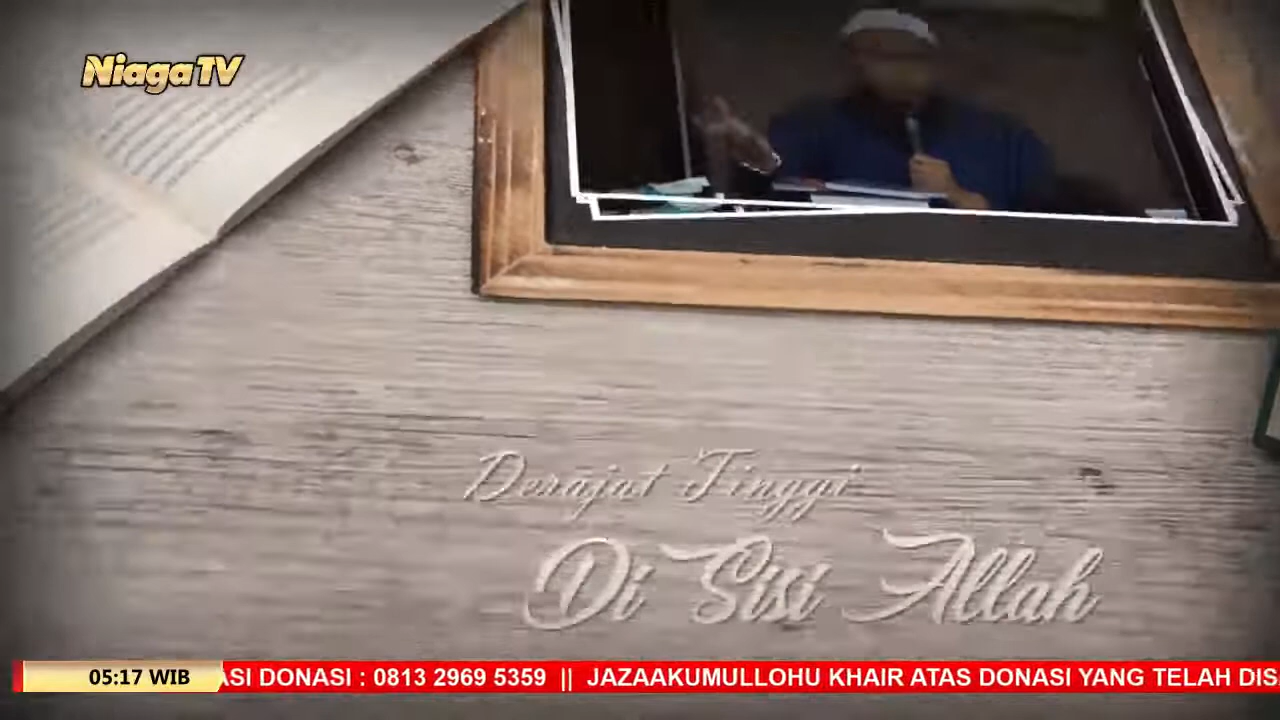 NiagaTV
Derajat Tinggi
Di Sisi Allah
05:17 WIB
ASI DONASI : 0813 2969 5359 || JAZAAKUMULLOHU KHAIR ATAS DONASI YANG TELAH DISA